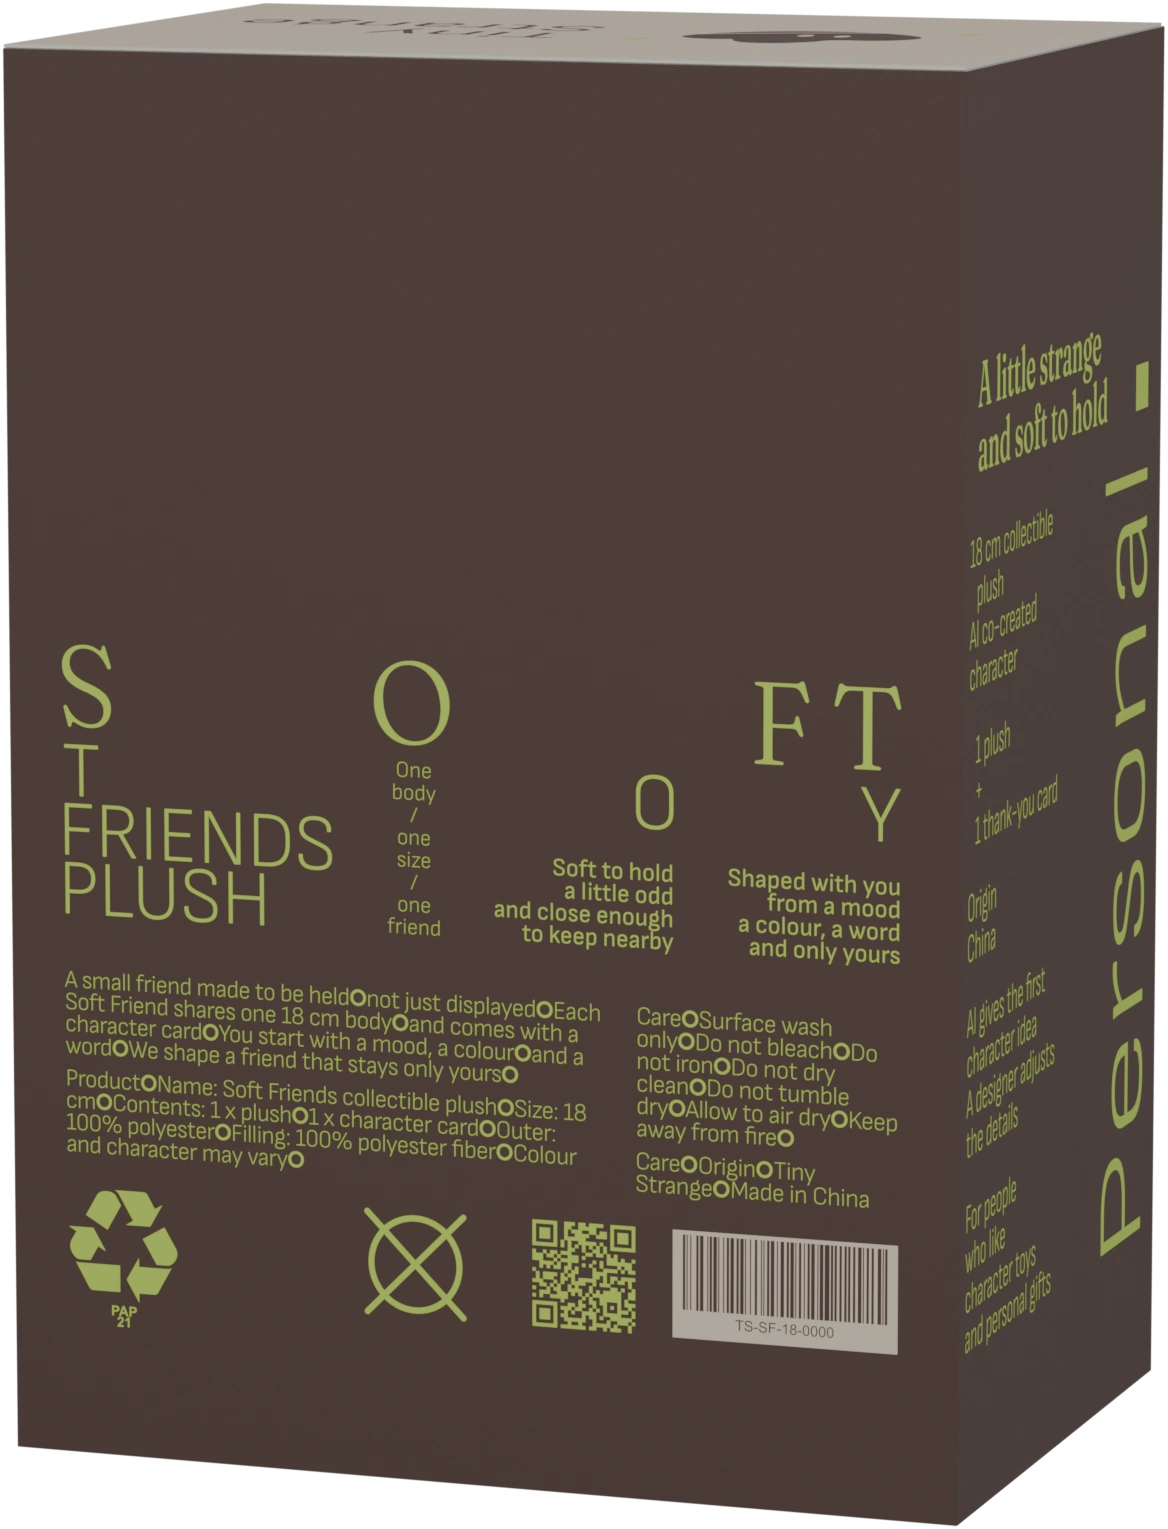 Tiny
Strange
S O F T
T O Y
FRIENDS
PLUSH
One
body
/
one
size
/
one
friend
Soft to hold
a little odd
and close enough
to keep nearby
Shaped with you
from a mood
a colour, a word
and only yours
A small friend made to be held⭘not just displayed⭘Each
Soft Friend shares one 18 cm body⭘and comes with a
character card⭘You start with a mood, a colour⭘and a
word⭘We shape a friend that stays only yours⭘
Product⭘Name: Soft Friends collectible plush⭘Size: 18
cm⭘Contents: 1 x plush⭘1 x character card⭘Outer:
100% polyester⭘Filling: 100% polyester fiber⭘Colour
and character may vary⭘
Care⭘Surface wash
only⭘Do not bleach⭘Do
not iron⭘Do not dry
clean⭘Do not tumble
dry⭘Allow to air dry⭘Keep
away from fire⭘
Care⭘Origin⭘Tiny
Strange⭘Made in China
PAP
21
TS-SF-18-0000
A little strange
and soft to hold
18 cm collectible
plush
AI co-created
character
1 plush
+
1 thank-you card
Origin
China
AI gives the first
character idea
A designer adjusts
the details
For people
who like
character toys
and personal gifts
Personal.